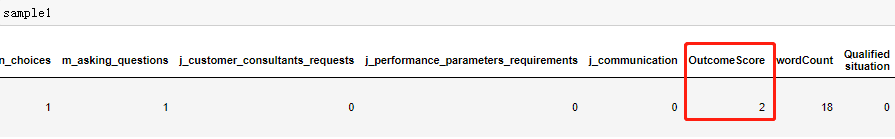 sample1
n_choices m_asking_questions j_customer_consultants_requests j_performance_parameters_requirements j_communication OutcomeScore wordCount Qualified
situation
1 1 0 0 0 2 18 0